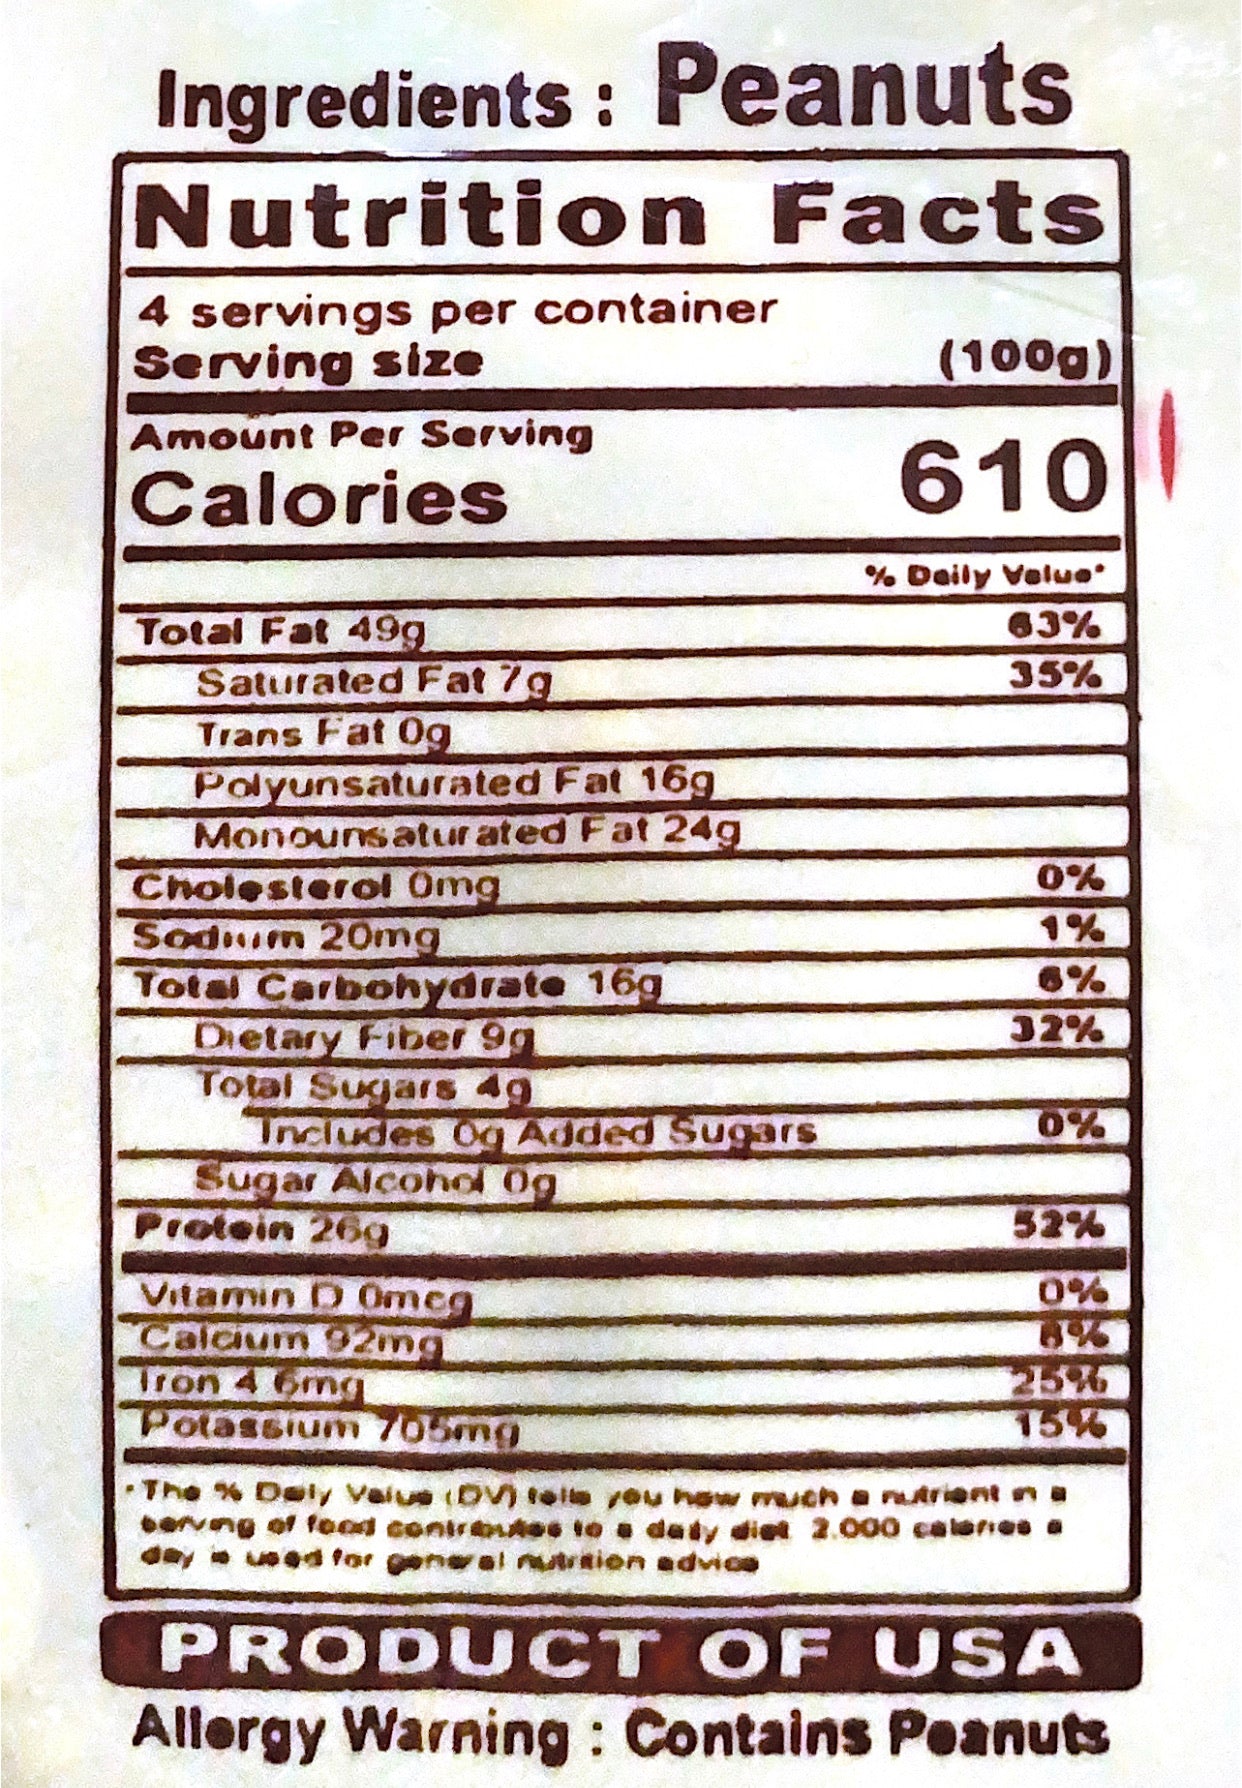 Ingredients : Peanuts
Nutrition Facts
4 servings per container
Serving size (100g)
Amount Per Serving
Calories 610
% Daily Value*
Total Fat 49g 63%
Saturated Fat 7g 35%
Trans Fat 0g
Polyunsaturated Fat 16g
Monounsaturated Fat 24g
Cholesterol 0mg 0%
Sodium 20mg 1%
Total Carbohydrate 16g 6%
Dietary Fiber 9g 32%
Total Sugars 4g
Includes 0g Added Sugars 0%
Sugar Alcohol 0g
Protein 26g 52%
Vitamin D 0mcg 0%
Calcium 92mg 8%
Iron 4.6mg 25%
Potassium 705mg 15%
*The % Daily Value (DV) tells you how much a nutrient in a
serving of food contributes to a daily diet. 2,000 calories a
day is used for general nutrition advice
PRODUCT OF USA
Allergy Warning : Contains Peanuts